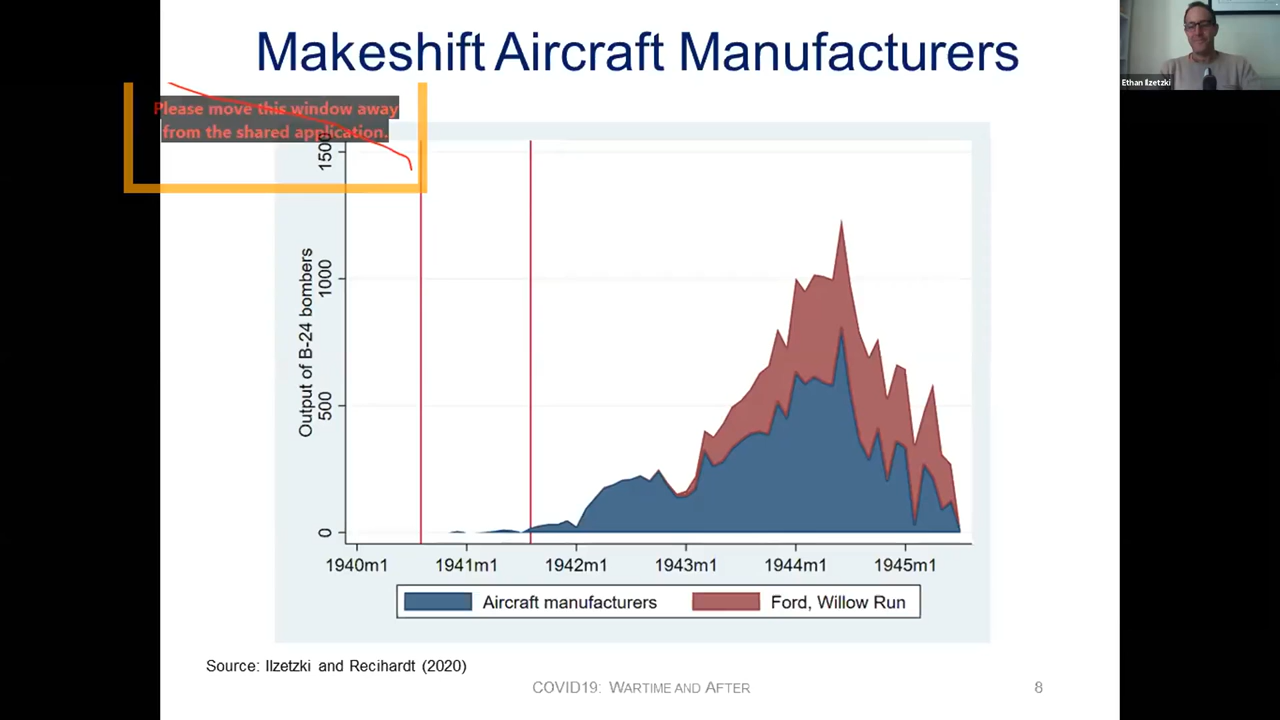 Makeshift Aircraft Manufacturers
Ethan Ilzetzki
Please move this window away
from the shared application.
Output of B-24 bombers
1500
1000
500
0
1940m1 1941m1 1942m1 1943m1 1944m1 1945m1
Aircraft manufacturers Ford, Willow Run
Source: Ilzetzki and Recihardt (2020)
COVID19: WARTIME AND AFTER 8